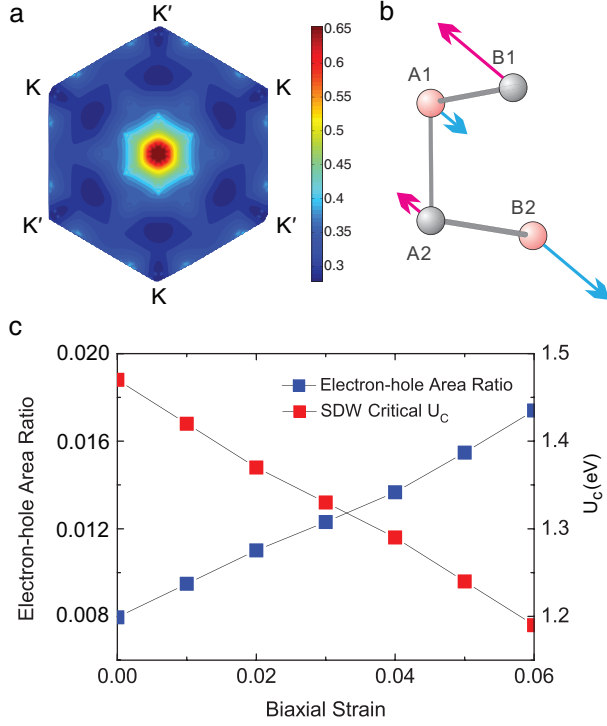 a
b
K′
K
K′
K
K′
K
0.65
0.6
0.55
0.5
0.45
0.4
0.35
0.3
B1
A1
B2
A2
c
Electron-hole Area Ratio
SDW Critical U_C
0.020
0.016
0.012
0.008
Electron-hole Area Ratio
1.5
1.4
1.3
1.2
U_C(eV)
0.00 0.02 0.04 0.06
Biaxial Strain